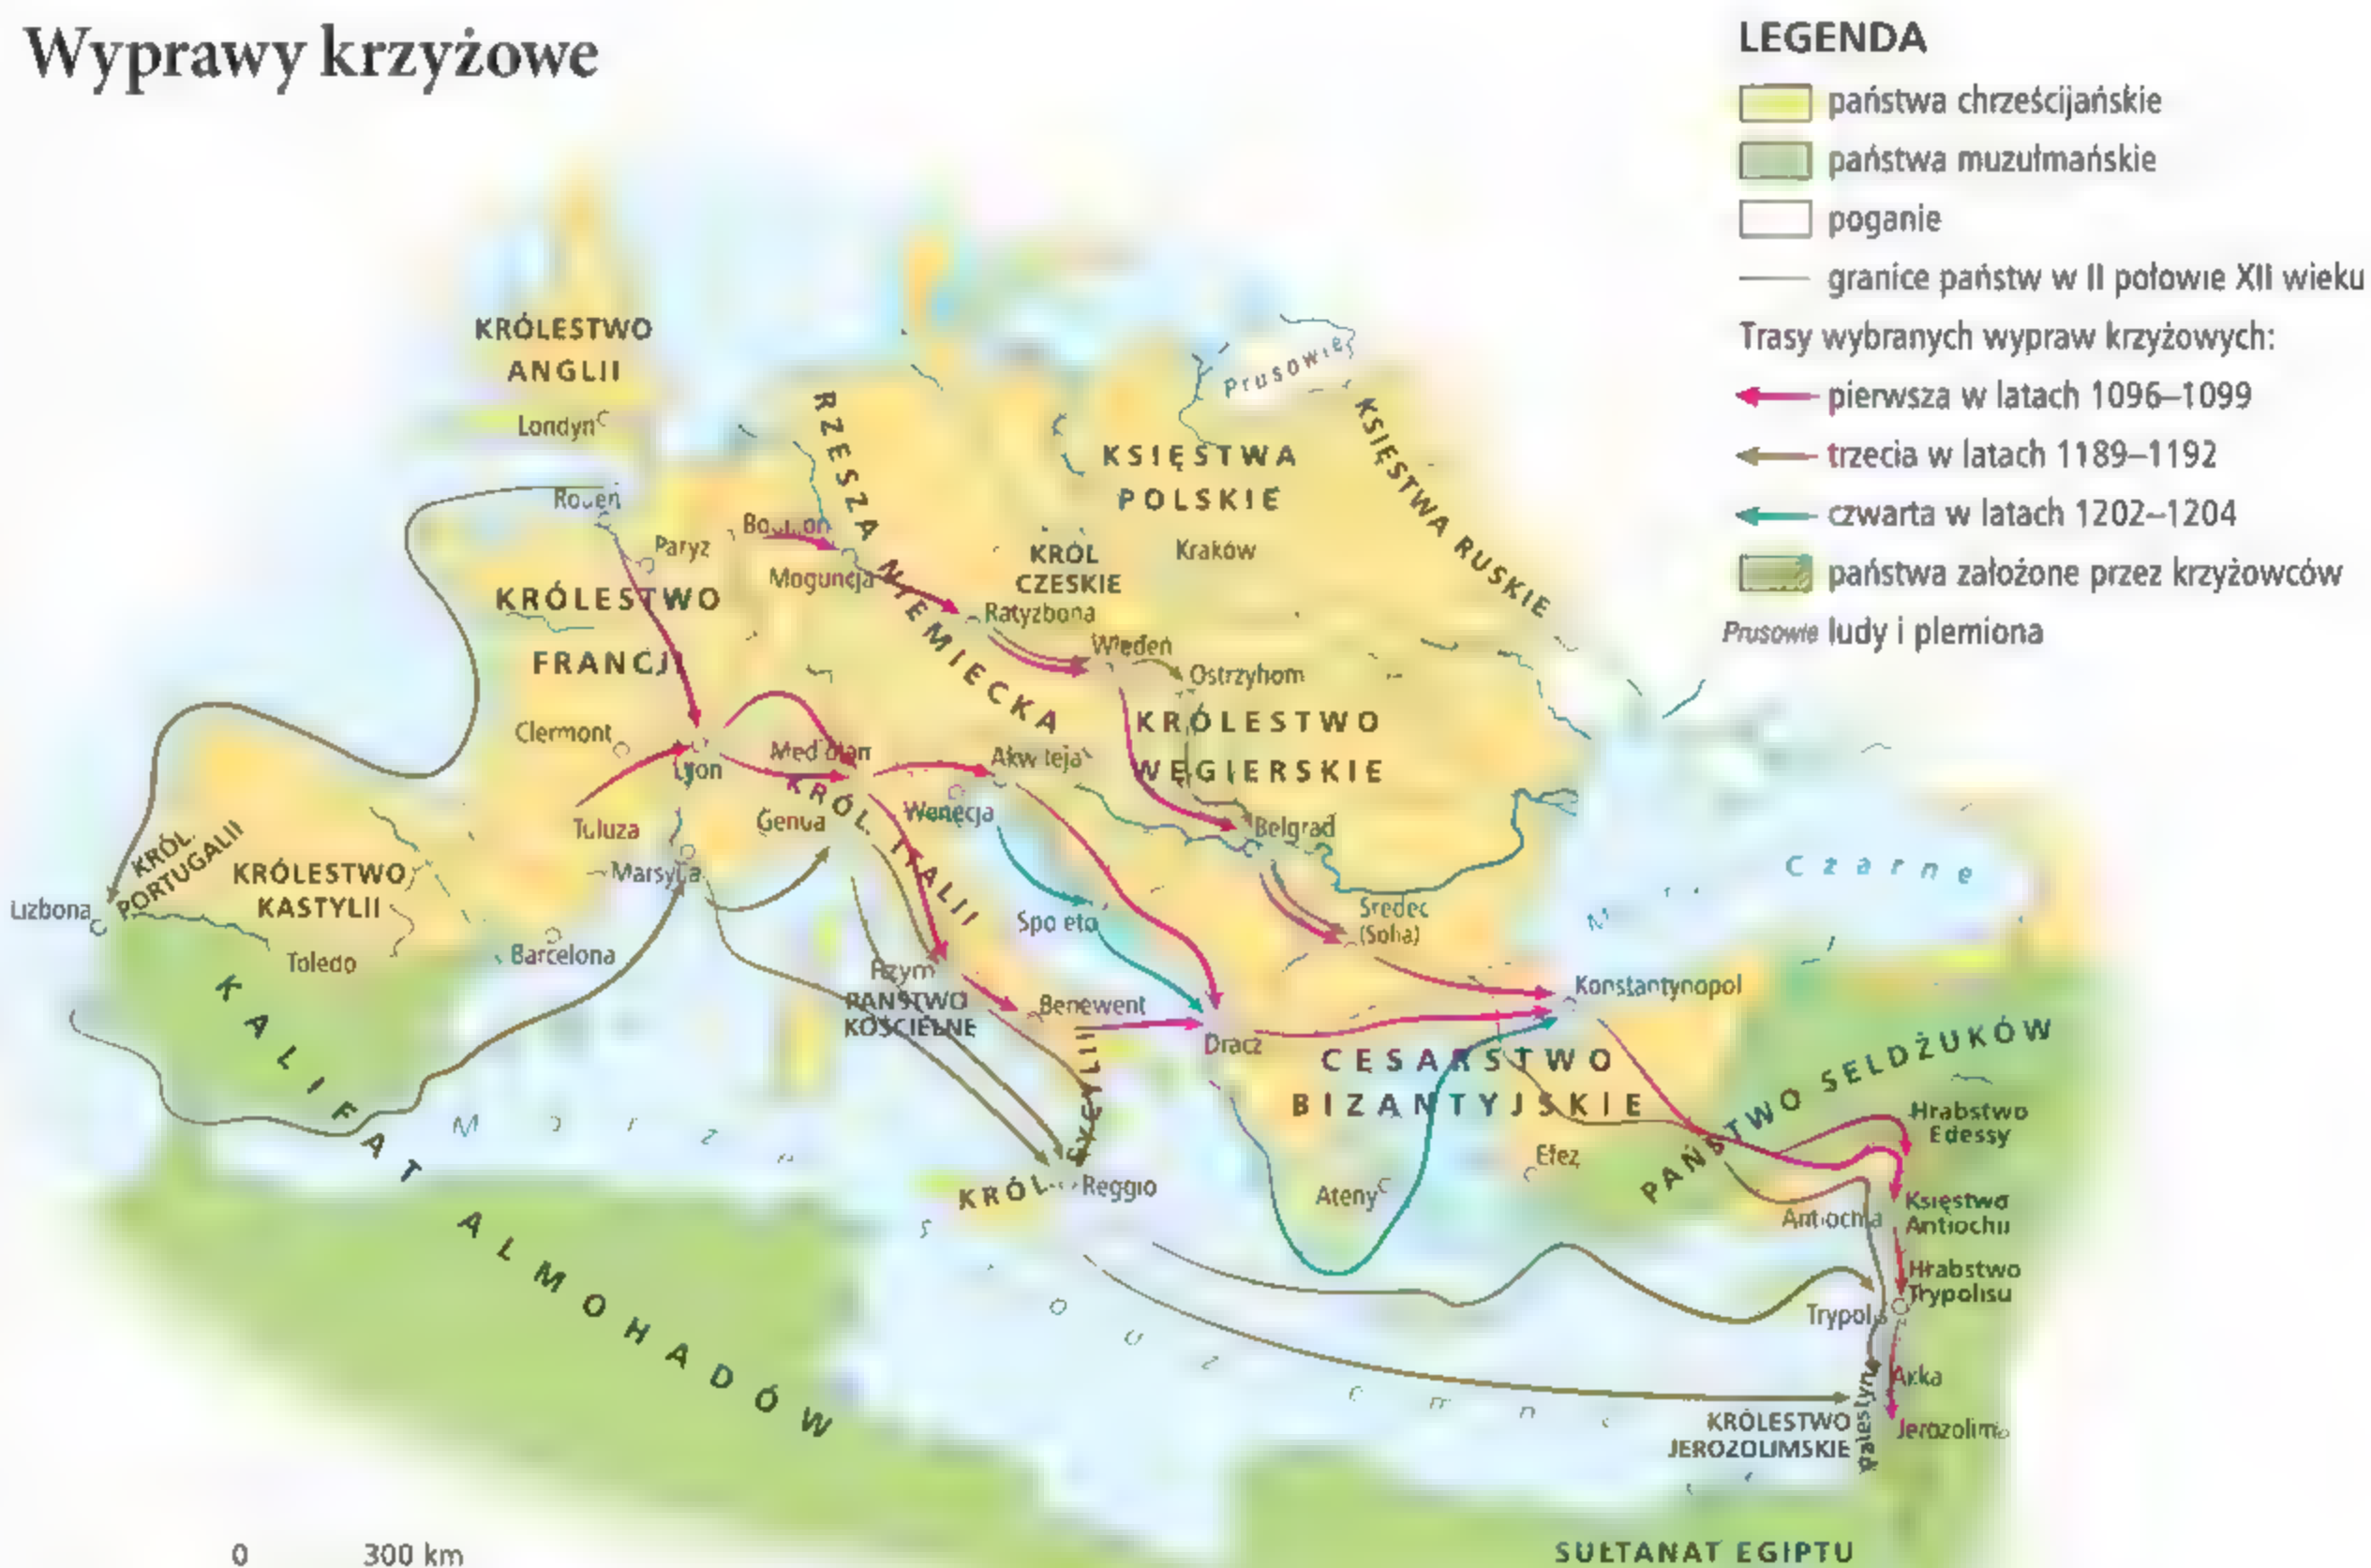 Wyprawy krzyżowe
LEGENDA
państwa chrześcijańskie
państwa muzułmańskie
poganie
granice państw w II połowie XII wieku
Trasy wybranych wypraw krzyżowych:
pierwsza w latach 1096–1099
trzecia w latach 1189–1192
czwarta w latach 1202–1204
państwa założone przez krzyżowców
Prusowie ludy i plemiona
KRÓLESTWO
ANGLII
Londyn
Prusowie
RZESZA NIEMIECKA
KSIĘSTWA
POLSKIE
KSIĘSTWA RUSKIE
Paryz
Moguncja
KRÓL
CZESKIE
Kraków
Ratyzbona
KRÓLESTWO
FRANCJI
Wiedeń
Ostrzyhom
KRÓLESTWO
WĘGIERSKIE
Clermont
Lyon
Wenecja
Tuluza
Genua
KRÓL. ITALII
Belgrad
KRÓL.
PORTUGALII
KRÓLESTWO
KASTYLII
Marsylia
Lizbona
Toledo
Barcelona
Sredec
Czarne
Rzym
PAŃSTWO
KOŚCIELNE
Benewent
Dracz
Konstantynopol
CESARSTWO
BIZANTYJSKIE
PAŃSTWO SELDŻUKÓW
KALIFAT ALMOHADÓW
Efez
Ateny
KRÓL. SYCYLII
Reggio
Hrabstwo
Edessy
Księstwo
Antiochii
Antiochia
Hrabstwo
Trypolisu
Trypolis
Akka
Jerozolima
KRÓLESTWO
JEROZOLIMSKIE
Palestyna
SUŁTANAT EGIPTU
0 300 km